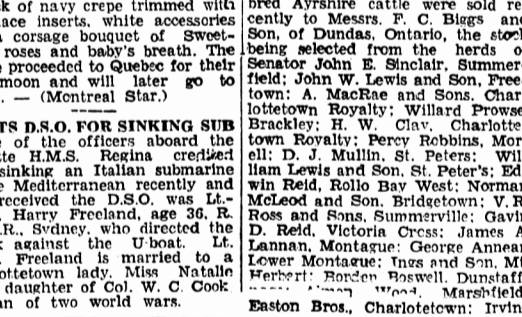 k of navy crepe trimmed with
ace inserts, white accessories
corsage bouquet of Sweet-
roses and baby's breath. The
proceeded to Quebec for their
moon and will later go to
. — (Montreal Star.)
TS D.S.O. FOR SINKING SUB
e of the officers aboard the
te H.M.S. Regina credited
sinking an Italian submarine
e Mediterranean recently and
received the D.S.O. was Lt.-
. Harry Freeland, age 36, R.
.R., Sydney, who directed the
k against the U-boat. Lt.
. Freeland is married to a
ottetown lady, Miss Natalie
daughter of Col. W. C. Cook
an of two world wars.
bred Ayrshire cattle were sold re
cently to Messrs. F. C. Biggs and
Son, of Dundas, Ontario, the stoc
being selected from the herds o
Senator John E. Sinclair, Summer
field; John W. Lewis and Son, Free
town: A. MacRae and Sons. Char
lottetown Royalty; Willard Prowse
Brackley; H. W. Clay, Charlotte
town Royalty; Percy Robbins, Mor
ell; D. J. Mullin, St. Peters; Wil
liam Lewis and Son, St. Peter's; Ed
win Reid, Rollo Bay West; Norman
McLeod and Son. Bridgetown; V. R
Ross and Sons, Summerville; Gavin
D. Reid, Victoria Cross; James A
Lannan, Montague: George Annear
Lower Montague; Ings and Son, M
Herbert: Borden Boswell. Dunstaff
Wood, Marshfield
Easton Bros., Charlotetown; Irvin